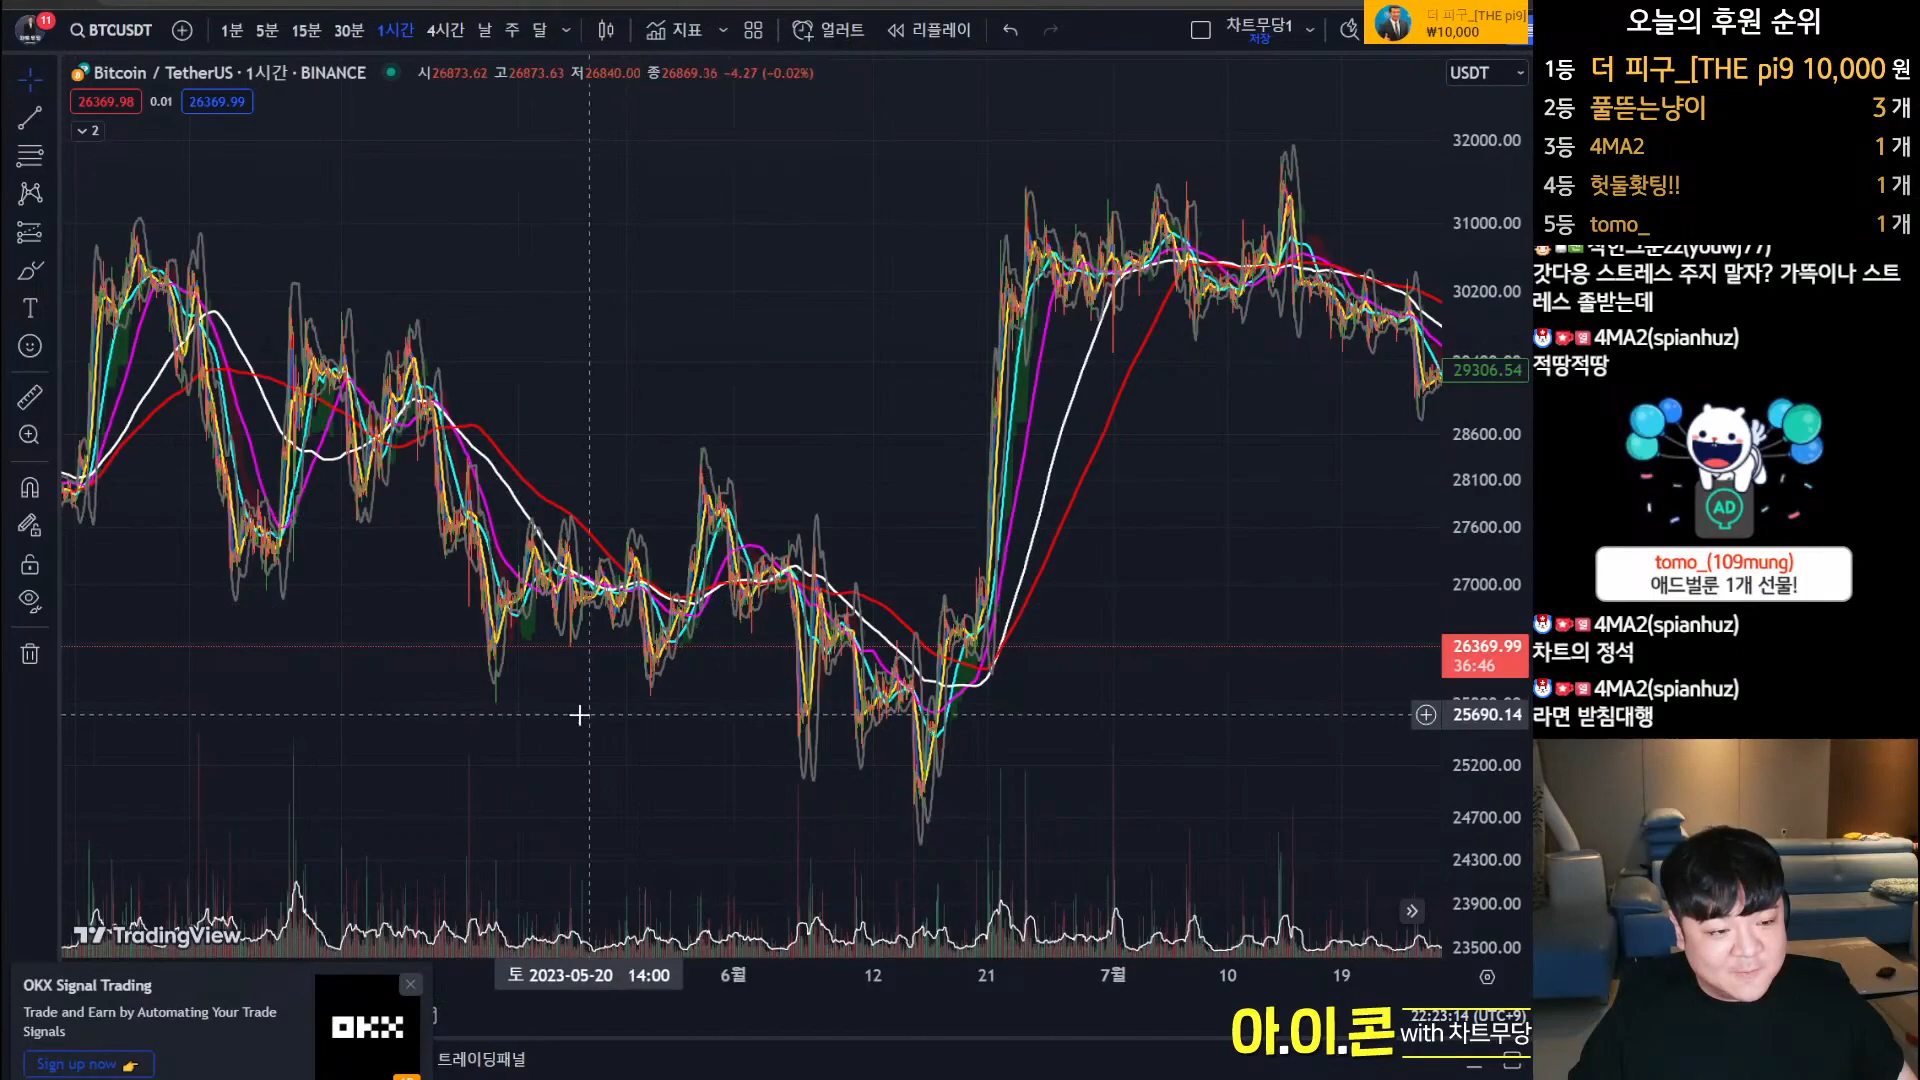 11
BTCUSDT
1분 5분 15분 30분 1시간 4시간 날 주 달
지표
얼러트
리플레이
차트무당1
저장
더 피구_[THE pi9]
₩10,000
Bitcoin / TetherUS · 1시간 · BINANCE
시26873.62 고26873.63 저26840.00 종26869.36 −4.27 (−0.02%)
USDT
26369.98 0.01 26369.99
2
32000.00
31000.00
30200.00
29306.54
28600.00
28100.00
27600.00
27000.00
26369.99
36:46
25690.14
25200.00
24700.00
24300.00
23900.00
23500.00
TradingView
토 2023-05-20 14:00
6월 12 21 7월 10 19
OKX Signal Trading
Trade and Earn by Automating Your Trade
Signals
Sign up now
OKX
22:23:14 (UTC+9)
트레이딩패널
아.이.콘 with 차트무당
오늘의 후원 순위
1등 더 피구_[THE pi9 10,000 원
2등 풀뜯는냥이 3 개
3등 4MA2 1 개
4등 헛둘홧팅!! 1 개
5등 tomo_ 1 개
갓다응 스트레스 주지 말자? 가뜩이나 스트
레스 졸받는데
4MA2(spianhuz)
적땅적땅
AD
tomo_(109mung)
애드벌룬 1개 선물!
4MA2(spianhuz)
차트의 정석
4MA2(spianhuz)
라면 받침대행